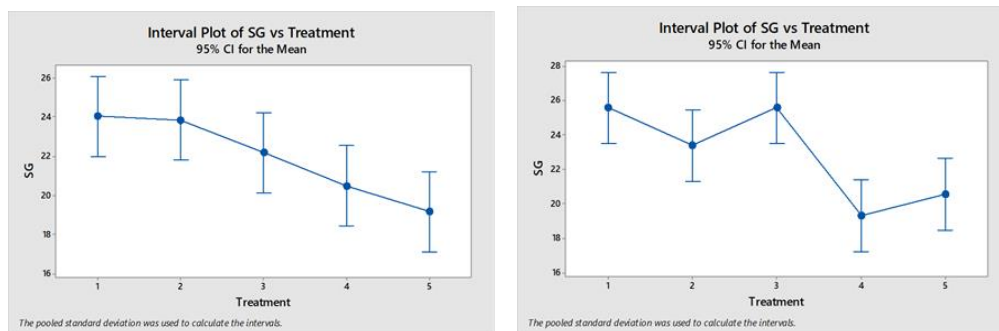 Interval Plot of SG vs Treatment
95% CI for the Mean
26
24
22
20
18
16
SG
1 2 3 4 5
Treatment
The pooled standard deviation was used to calculate the intervals.
Interval Plot of SG vs Treatment
95% CI for the Mean
28
26
24
22
20
18
16
SG
1 2 3 4 5
Treatment
The pooled standard deviation was used to calculate the intervals.